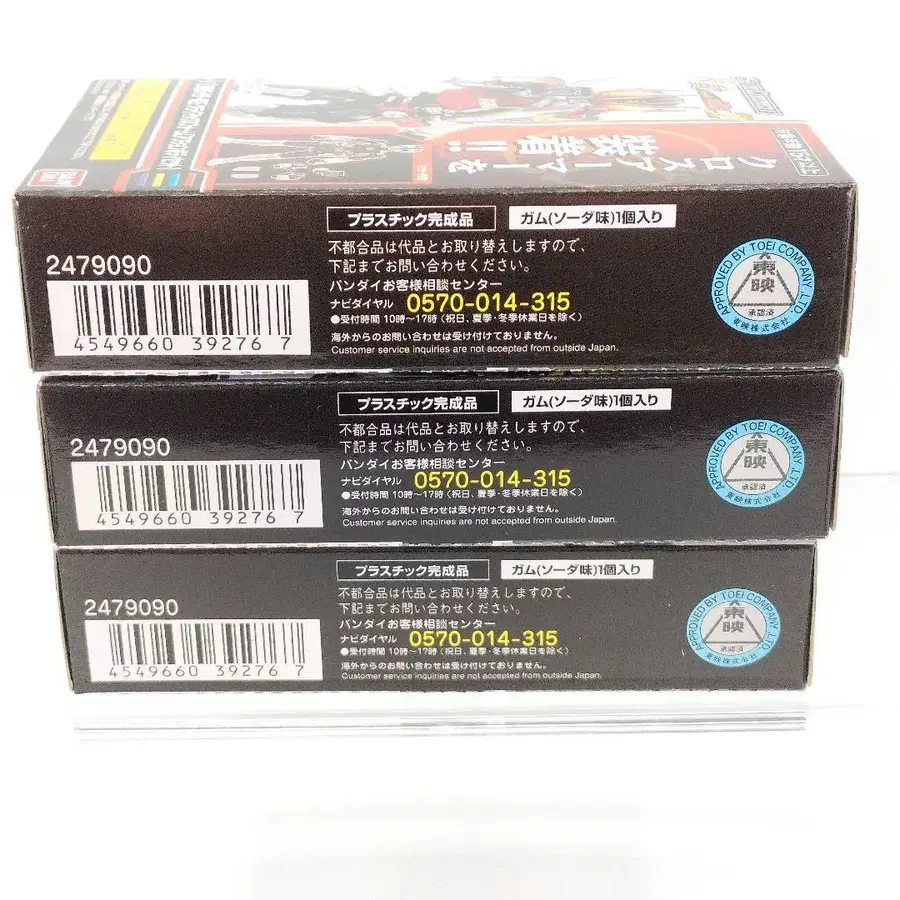 クロスアーマーを
装着!!
BAN
DAI
プラスチック完成品
ガム(ソーダ味)1個入り
不都合品は代品とお取り替えしますので、
下記までお問い合わせください。
バンダイお客様相談センター
ナビダイヤル 0570-014-315
●受付時間 10時~17時(祝日、夏季・冬季休業日を除く)
海外からのお問い合わせは受け付けておりません。
Customer service inquiries are not accepted from outside Japan.
2479090
4549660 39276 7
APPROVED BY TOEI COMPANY, LTD.
東映
承認済
東映株式会社
プラスチック完成品
ガム(ソーダ味)1個入り
不都合品は代品とお取り替えしますので、
下記までお問い合わせください。
バンダイお客様相談センター
ナビダイヤル 0570-014-315
●受付時間 10時~17時(祝日、夏季・冬季休業日を除く)
海外からのお問い合わせは受け付けておりません。
Customer service inquiries are not accepted from outside Japan.
2479090
4549660 39276 7
APPROVED BY TOEI COMPANY, LTD.
東映
承認済
東映株式会社
プラスチック完成品
ガム(ソーダ味)1個入り
不都合品は代品とお取り替えしますので、
下記までお問い合わせください。
バンダイお客様相談センター
ナビダイヤル 0570-014-315
●受付時間 10時~17時(祝日、夏季・冬季休業日を除く)
海外からのお問い合わせは受け付けておりません。
Customer service inquiries are not accepted from outside Japan.
2479090
4549660 39276 7
APPROVED BY TOEI COMPANY, LTD.
東映
承認済
東映株式会社